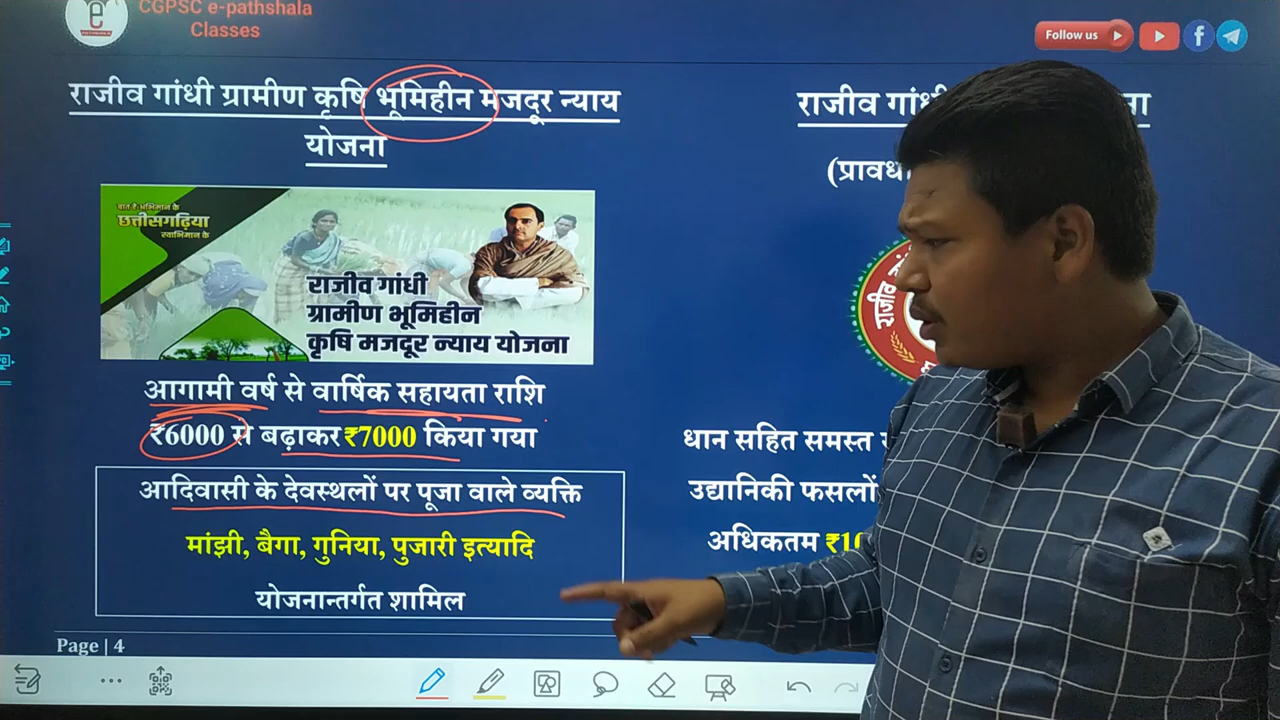 CGPSC e-pathshala
Classes
Follow us
राजीव गांधी ग्रामीण कृषि भूमिहीन मजदूर न्याय
योजना
बात हे अभिमान के
छत्तीसगढ़िया
स्वाभिमान के
राजीव गांधी
ग्रामीण भूमिहीन
कृषि मजदूर न्याय योजना
आगामी वर्ष से वार्षिक सहायता राशि
₹6000 से बढ़ाकर ₹7000 किया गया
आदिवासी के देवस्थलों पर पूजा वाले व्यक्ति
मांझी, बैगा, गुनिया, पुजारी इत्यादि
योजनान्तर्गत शामिल
Page | 4
राजीव
राजीव
धान सहित समस्त
उद्यानिकी फसलों
अधिकतम